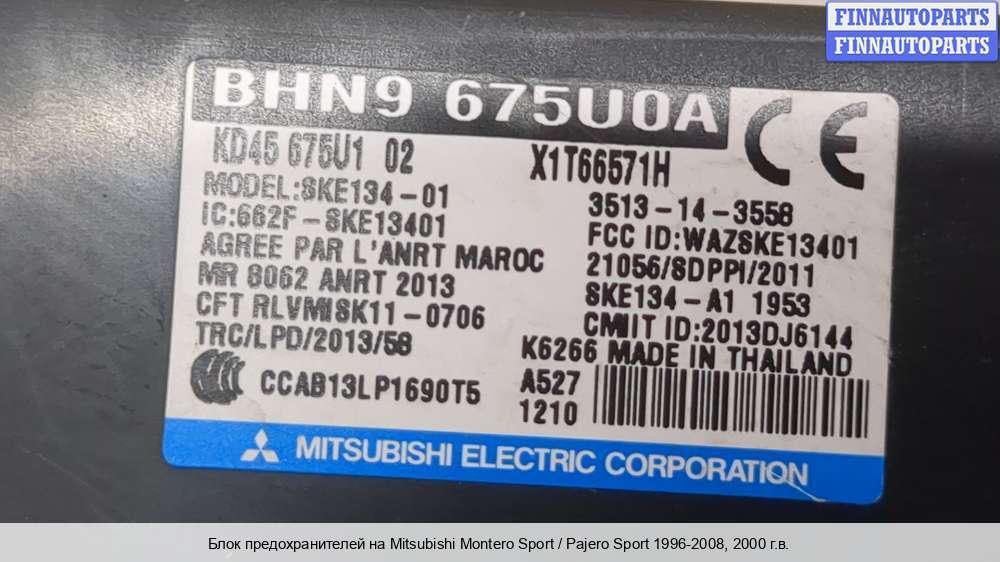 FINNAUTOPARTS
FINNAUTOPARTS
BHN9 675U0A
CE
KD45 675U1 02
X1T66571H
MODEL:SKE134-01
3513-14-3558
IC:662F-SKE13401
FCC ID:WAZSKE13401
AGREE PAR L'ANRT MAROC
21056/SDPPI/2011
MR 8062 ANRT 2013
SKE134-A1 1953
CFT RLVMISK11-0706
CMIIT ID:2013DJ6144
TRC/LPD/2013/58
K6266 MADE IN THAILAND
CCAB13LP1690T5
A527
1210
MITSUBISHI ELECTRIC CORPORATION
Блок предохранителей на Mitsubishi Montero Sport / Pajero Sport 1996-2008, 2000 г.в.